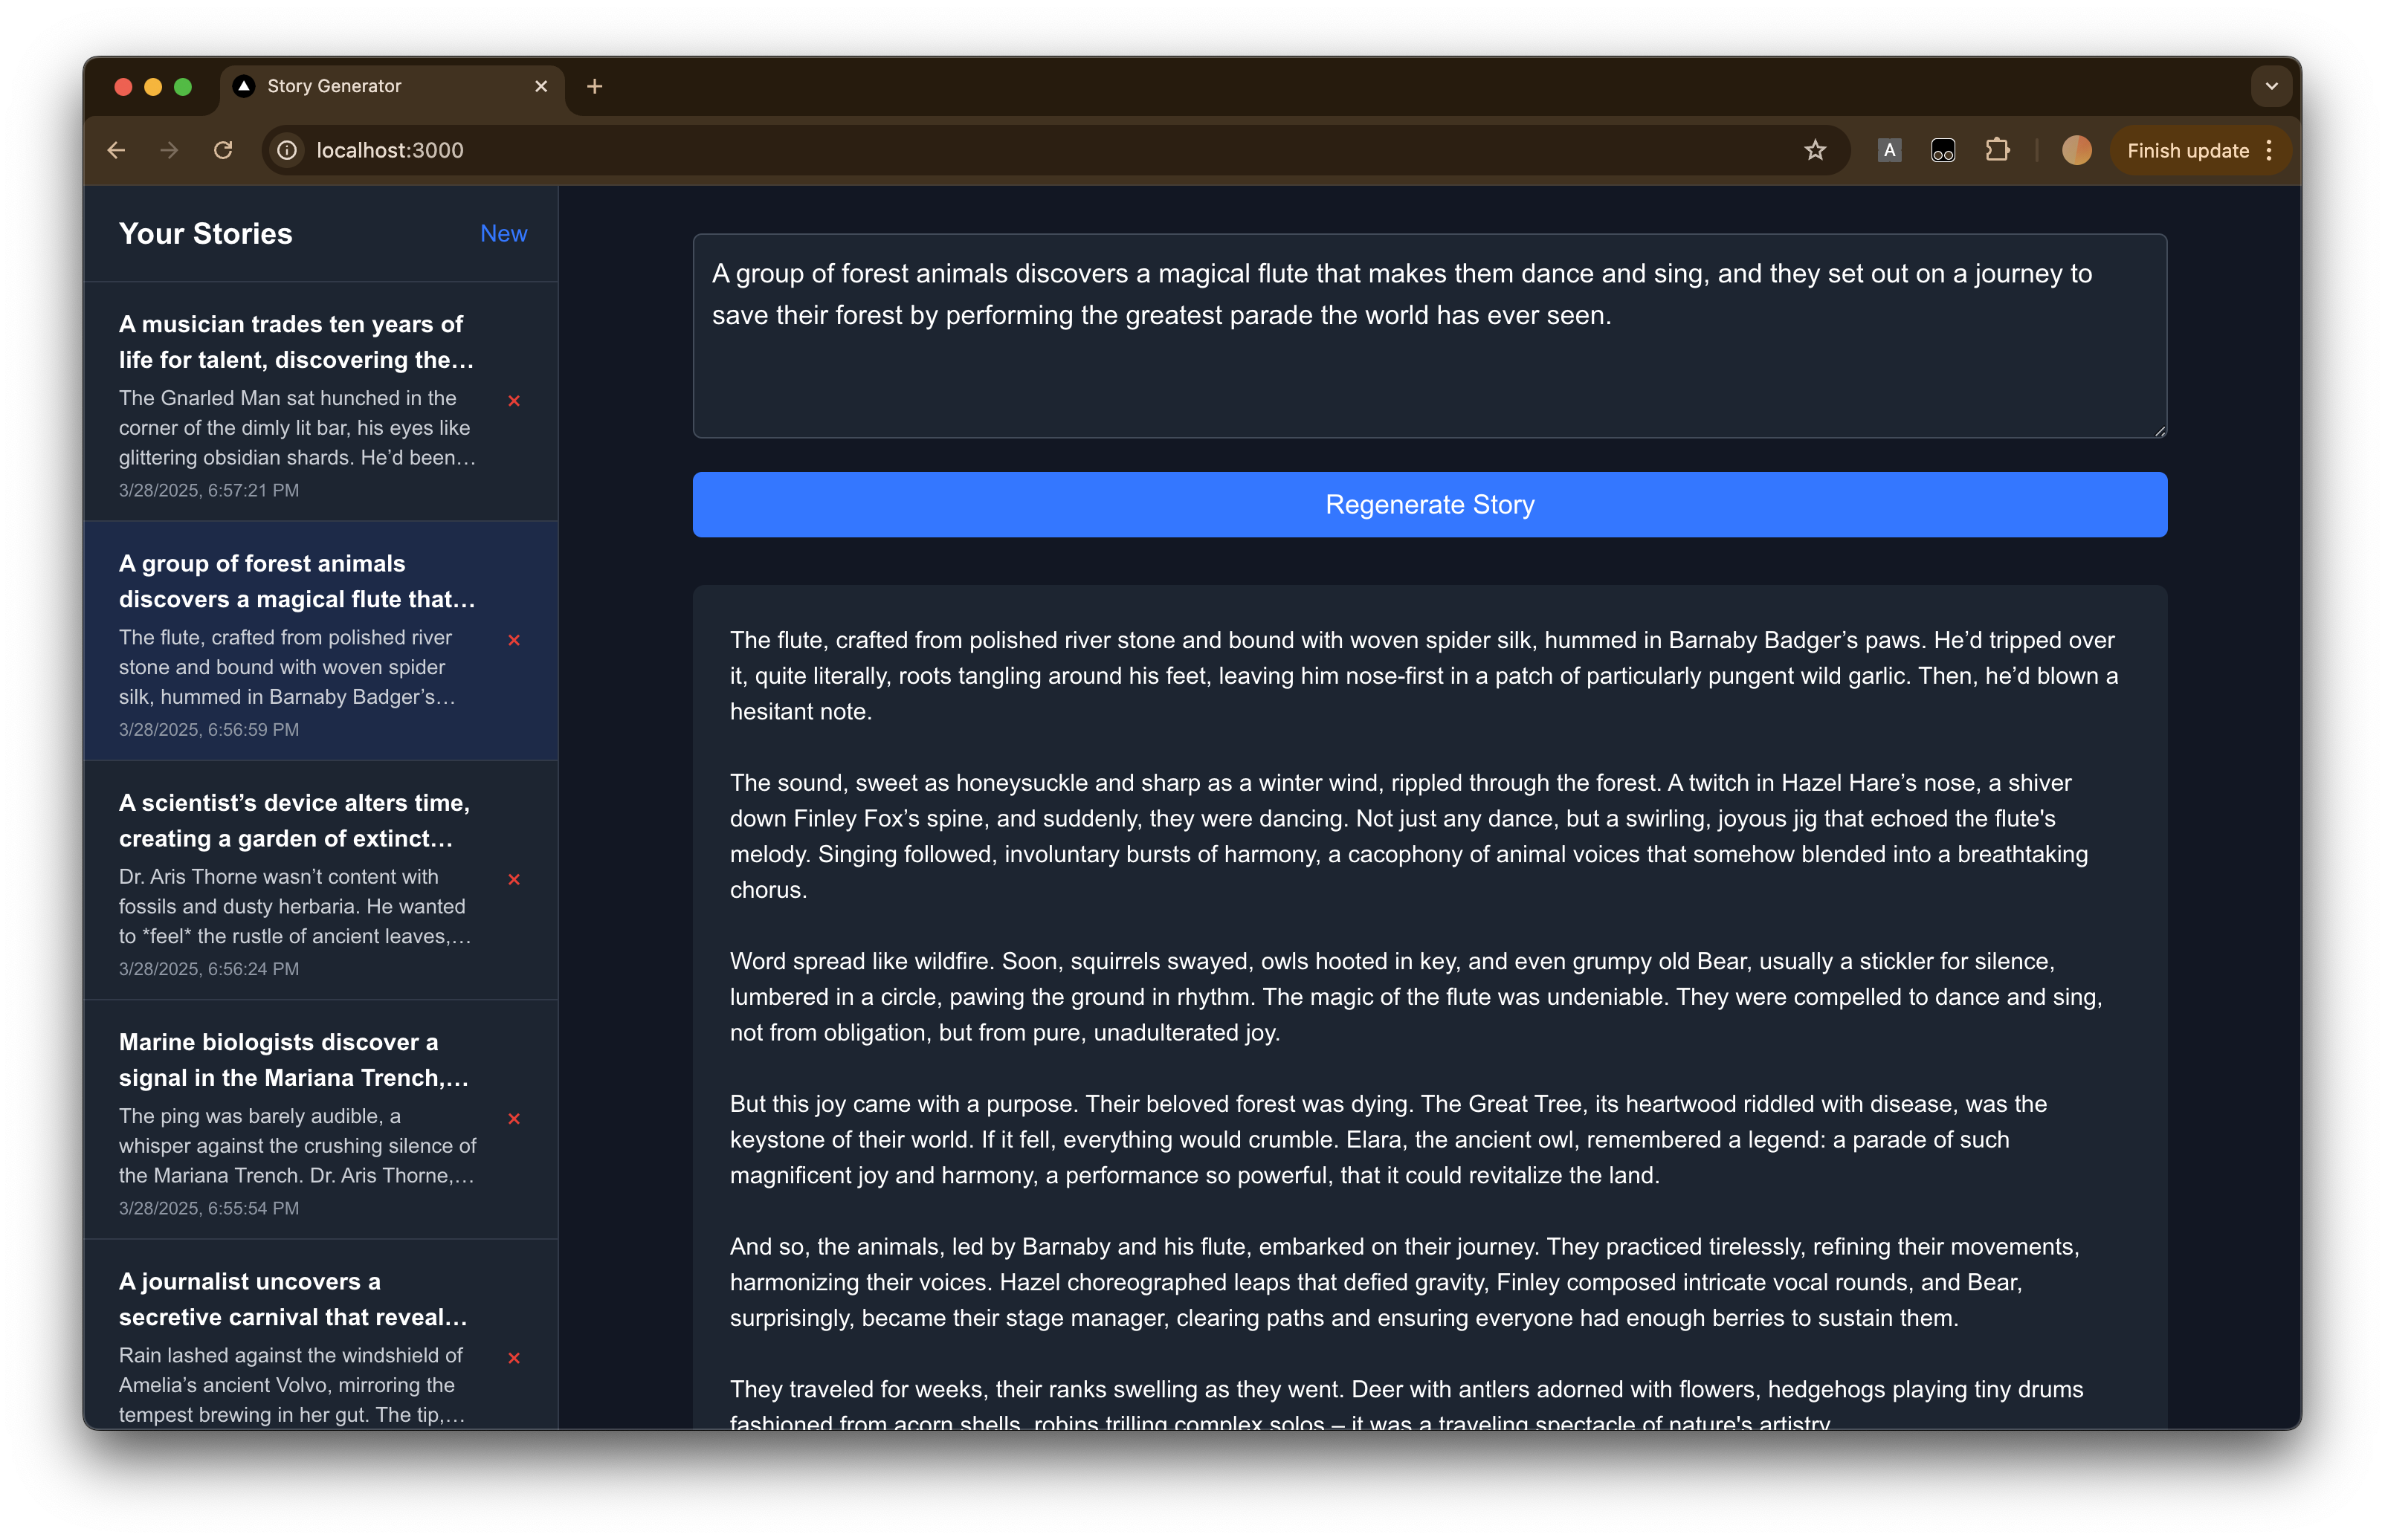 Story Generator
localhost:3000
A
Finish update
Your Stories
New
A musician trades ten years of
life for talent, discovering the...
The Gnarled Man sat hunched in the
corner of the dimly lit bar, his eyes like
glittering obsidian shards. He’d been...
3/28/2025, 6:57:21 PM
A group of forest animals
discovers a magical flute that...
The flute, crafted from polished river
stone and bound with woven spider
silk, hummed in Barnaby Badger’s...
3/28/2025, 6:56:59 PM
A scientist’s device alters time,
creating a garden of extinct...
Dr. Aris Thorne wasn’t content with
fossils and dusty herbaria. He wanted
to *feel* the rustle of ancient leaves,...
3/28/2025, 6:56:24 PM
Marine biologists discover a
signal in the Mariana Trench,...
The ping was barely audible, a
whisper against the crushing silence of
the Mariana Trench. Dr. Aris Thorne,...
3/28/2025, 6:55:54 PM
A journalist uncovers a
secretive carnival that reveal...
Rain lashed against the windshield of
Amelia’s ancient Volvo, mirroring the
tempest brewing in her gut. The tip,...
A group of forest animals discovers a magical flute that makes them dance and sing, and they set out on a journey to
save their forest by performing the greatest parade the world has ever seen.
Regenerate Story
The flute, crafted from polished river stone and bound with woven spider silk, hummed in Barnaby Badger’s paws. He’d tripped over
it, quite literally, roots tangling around his feet, leaving him nose-first in a patch of particularly pungent wild garlic. Then, he’d blown a
hesitant note.
The sound, sweet as honeysuckle and sharp as a winter wind, rippled through the forest. A twitch in Hazel Hare’s nose, a shiver
down Finley Fox’s spine, and suddenly, they were dancing. Not just any dance, but a swirling, joyous jig that echoed the flute's
melody. Singing followed, involuntary bursts of harmony, a cacophony of animal voices that somehow blended into a breathtaking
chorus.
Word spread like wildfire. Soon, squirrels swayed, owls hooted in key, and even grumpy old Bear, usually a stickler for silence,
lumbered in a circle, pawing the ground in rhythm. The magic of the flute was undeniable. They were compelled to dance and sing,
not from obligation, but from pure, unadulterated joy.
But this joy came with a purpose. Their beloved forest was dying. The Great Tree, its heartwood riddled with disease, was the
keystone of their world. If it fell, everything would crumble. Elara, the ancient owl, remembered a legend: a parade of such
magnificent joy and harmony, a performance so powerful, that it could revitalize the land.
And so, the animals, led by Barnaby and his flute, embarked on their journey. They practiced tirelessly, refining their movements,
harmonizing their voices. Hazel choreographed leaps that defied gravity, Finley composed intricate vocal rounds, and Bear,
surprisingly, became their stage manager, clearing paths and ensuring everyone had enough berries to sustain them.
They traveled for weeks, their ranks swelling as they went. Deer with antlers adorned with flowers, hedgehogs playing tiny drums
fashioned from acorn shells, robins trilling complex solos – it was a traveling spectacle of nature's artistry.